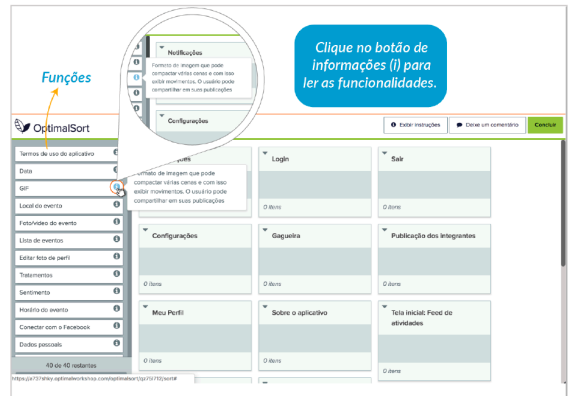 Notificações
Formato de imagem que pode
compactar várias cenas e com isso
exibir movimentos. O usuário pode
compartilhar em suas publicações
Configurações
Clique no botão de
informações (i) para
ler as funcionalidades.
Funções
OptimalSort
Exibir instruções
Deixe um comentário
Concluir
Termos de uso do aplicativo
Data
GIF
Local do evento
Foto/vídeo do evento
Lista de eventos
Editar foto de perfil
Tratamentos
Sentimento
Horário do evento
Conectar com o Facebook
Dados pessoais
40 de 40 restantes
Formato de imagem que pode
compactar várias cenas e com isso
exibir movimentos. O usuário pode
compartilhar em suas publicações
Login
0 itens
Sair
0 itens
Configurações
0 itens
Gagueira
0 itens
Publicação dos integrantes
0 itens
Meu Perfil
0 itens
Sobre o aplicativo
0 itens
Tela inicial: Feed de
atividades
0 itens